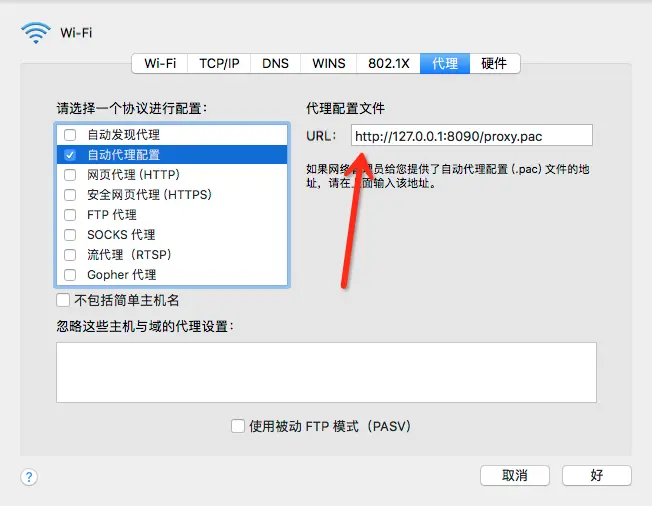 Wi-Fi
Wi-Fi TCP/IP DNS WINS 802.1X 代理 硬件
请选择一个协议进行配置：
自动发现代理
自动代理配置
网页代理 (HTTP)
安全网页代理 (HTTPS)
FTP 代理
SOCKS 代理
流代理（RTSP）
Gopher 代理
不包括简单主机名
代理配置文件
URL： http://127.0.0.1:8090/proxy.pac
如果网络管理员给您提供了自动代理配置 (.pac) 文件的地
址，请在上面输入该地址。
忽略这些主机与域的代理设置：
使用被动 FTP 模式（PASV）
?
取消 好